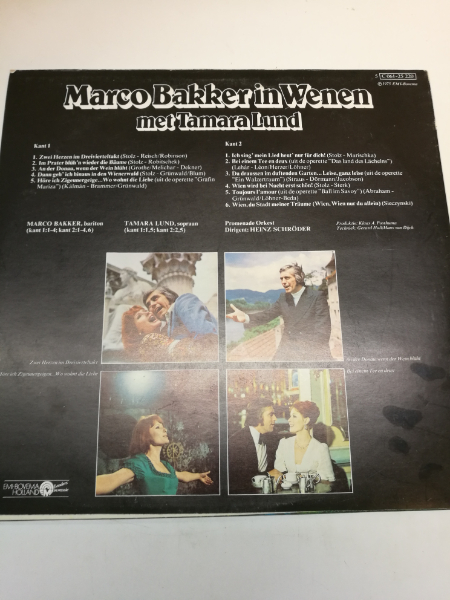 C 061-25 220
Marco Bakker in Wenen
met Tamara Lund
Kant 1
1. Zwei Herzen im Dreivierteltakt (Stolz - Reisch/Robinson)
2. Im Prater blüh'n wieder die Bäume (Stolz - Robitschek)
3. An der Donau, wenn der Wein blüht (Grothe/Melichar - Dekner)
4. Dann geh' ich hinaus in den Wienerwald (Stolz - Grünwald/Blum)
5. Höre ich Zigeunergeige... Wo wohnt die Liebe (uit de operette "Gräfin
Mariza") (Kálmán - Brammer/Grünwald)
Kant 2
1. Ich sing' mein Lied heut' nur für dich! (Stolz - Marischka)
2. Bei einem Tee en deux (uit de operette "Das land des Lächelns")
(Lehár - Léon/Herzer/Löhner)
3. Da draussen im duftenden Garten... Leise, ganz leise (uit de operette
"Ein Walzertraum") (Straus - Dörmann/Jacobson)
4. Wien wird bei Nacht erst schön! (Stolz - Sterk)
5. Toujours l'amour (uit de operette "Ball im Savoy") (Abraham -
Grünwald/Löhner-Beda)
6. Wien, du Stadt meiner Träume (Wien, Wien nur du allein) (Sieczynski)
MARCO BAKKER, bariton
(kant 1:1-4; kant 2:1-4,6)
TAMARA LUND, sopraan
(kant 1:1,5; kant 2:2,5)
Promenade Orkest
Dirigent: HEINZ SCHRÖDER
Zwei Herzen im Dreivierteltakt
Wo wohnt die Liebe
Bei einem Tee en deux
EMI-BOVEMA
HOLLAND